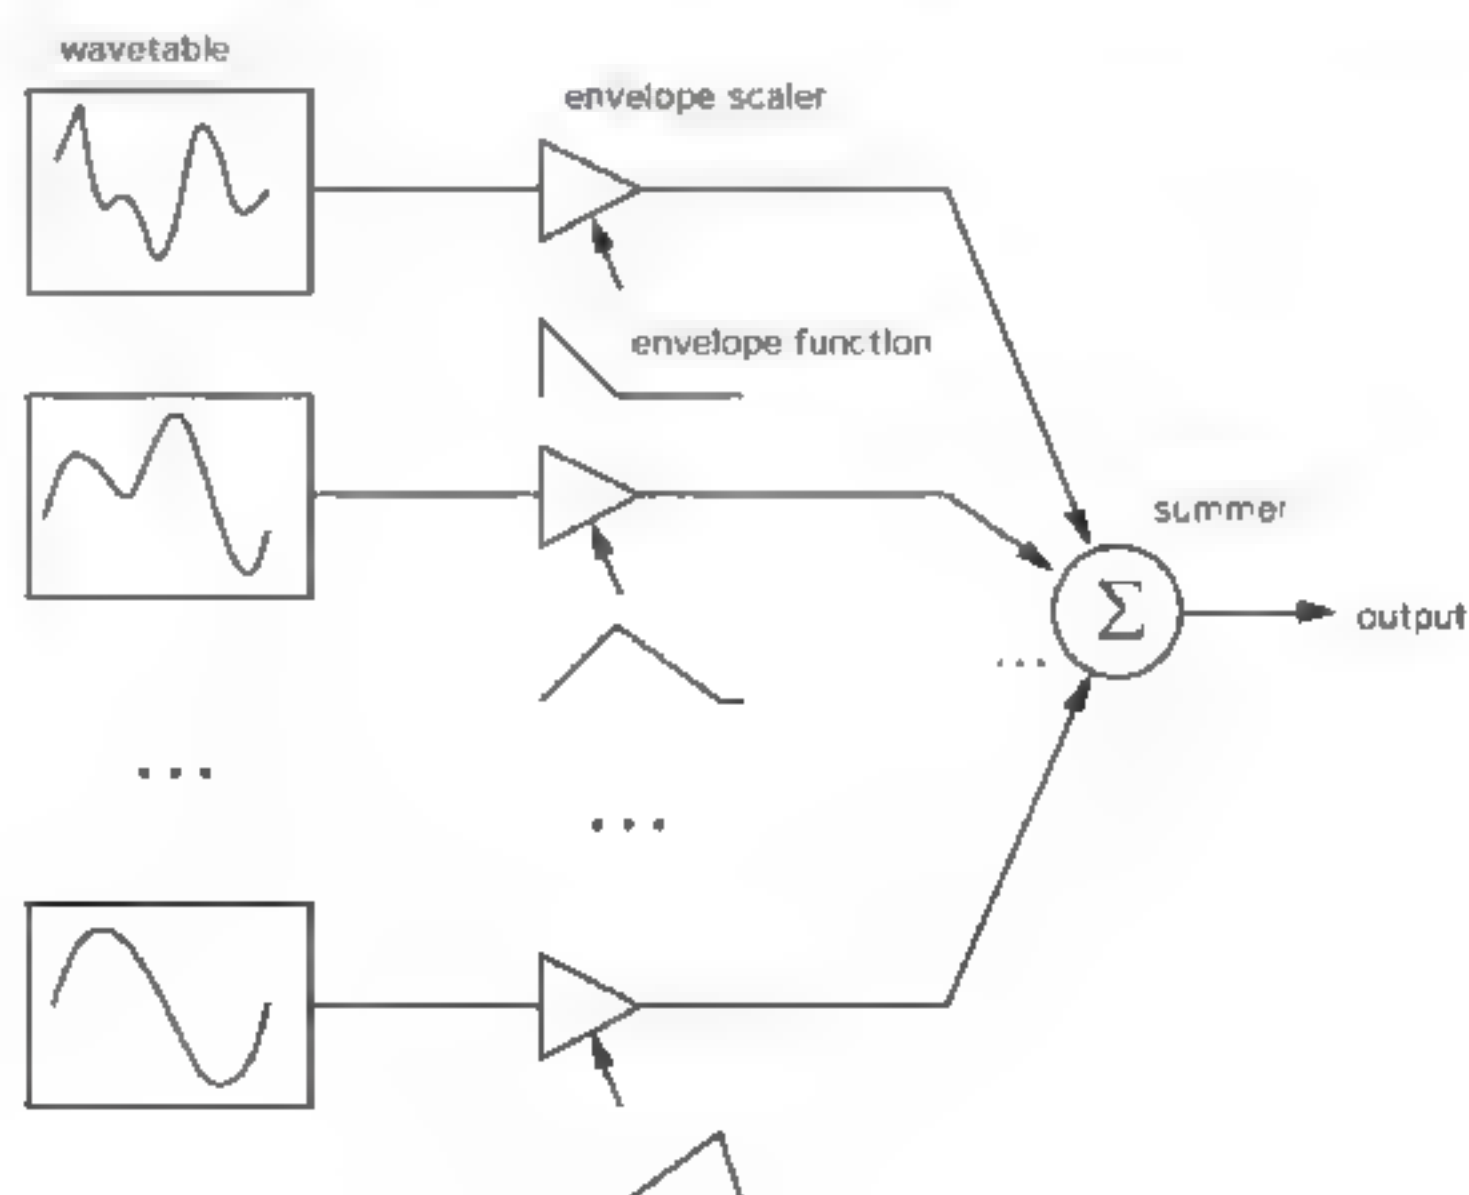 wavetable
envelope scaler
envelope function
summer
Σ
output
...
...
...